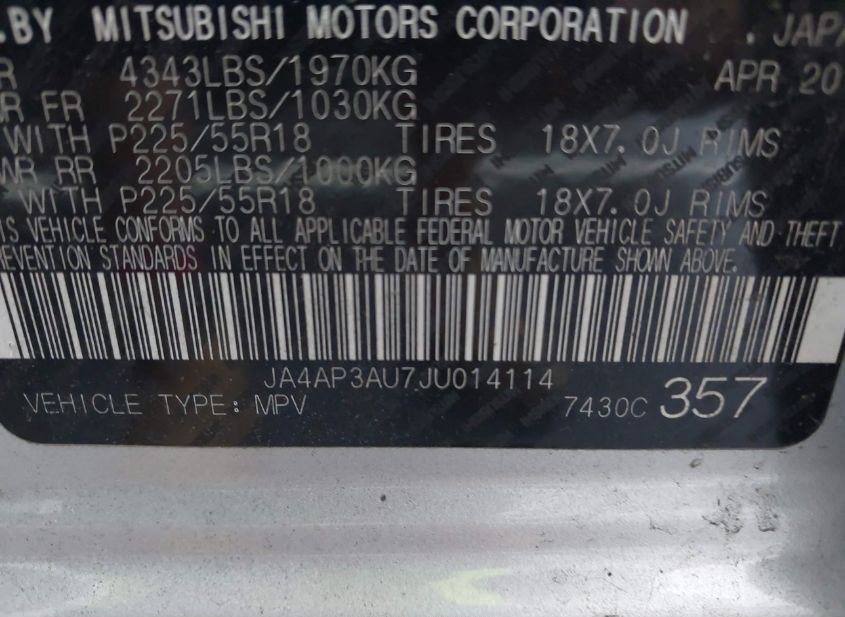 .BY MITSUBISHI MOTORS CORPORATION . JAPA
R 4343LBS/1970KG APR 20
R FR 2271LBS/1030KG
WITH P225/55R18 TIRES 18X7.0J RIMS
WR RR 2205LBS/1000KG
WITH P225/55R18 TIRES 18X7.0J RIMS
IS VEHICLE CONFORMS TO ALL APPLICABLE FEDERAL MOTOR VEHICLE SAFETY AND THEFT
REVENTION STANDARDS IN EFFECT ON THE DATE OF MANUFACTURE SHOWN ABOVE.
JA4AP3AU7JU014114
VEHICLE TYPE: MPV 7430C 357